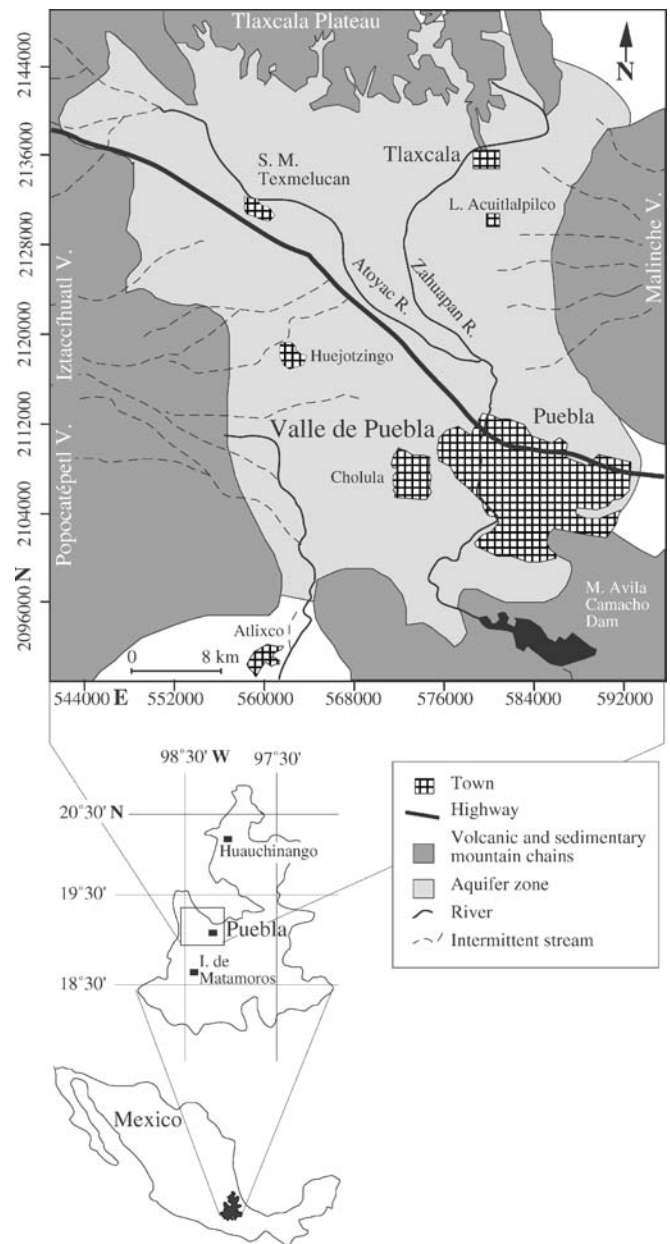 Tlaxcala Plateau
N
2144000
2136000
2128000
2120000
2112000
2104000
2096000 N
Tlaxcala
S. M.
Texmelucan
L. Acuitlalpilco
Malinche V.
Iztaccíhuatl V.
Atoyac R.
Zahuapan R.
Huejotzingo
Valle de Puebla
Puebla
Cholula
Popocatépetl V.
M. Avila
Camacho
Dam
Atlixco
0 8 km
544000 E 552000 560000 568000 576000 584000 592000
98°30' W 97°30'
20°30' N
Huauchinango
19°30'
Puebla
I. de
Matamoros
18°30'
Mexico
Town
Highway
Volcanic and sedimentary
mountain chains
Aquifer zone
River
Intermittent stream